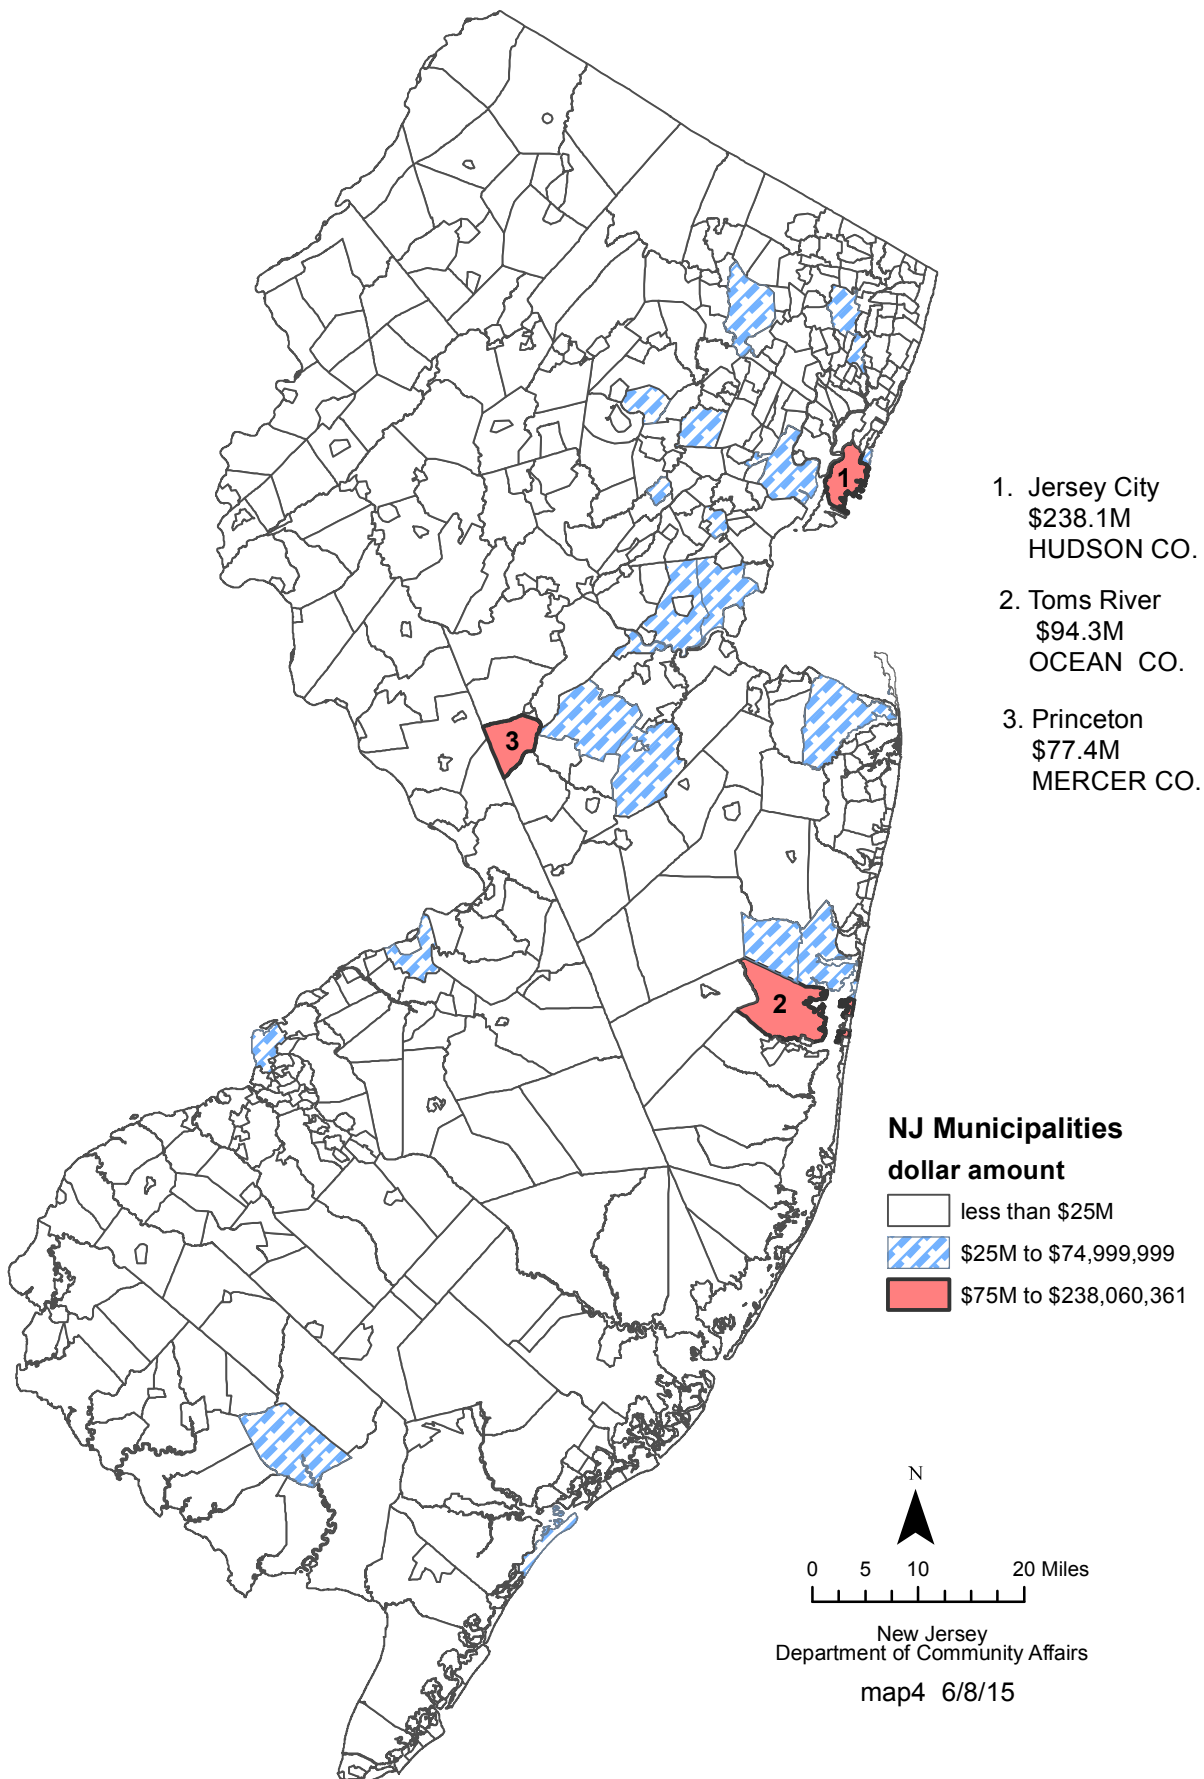 1
2
3
1. Jersey City
$238.1M
HUDSON CO.
2. Toms River
$94.3M
OCEAN CO.
3. Princeton
$77.4M
MERCER CO.
NJ Municipalities
dollar amount
less than $25M
$25M to $74,999,999
$75M to $238,060,361
N
0 5 10 20 Miles
New Jersey
Department of Community Affairs
map4 6/8/15